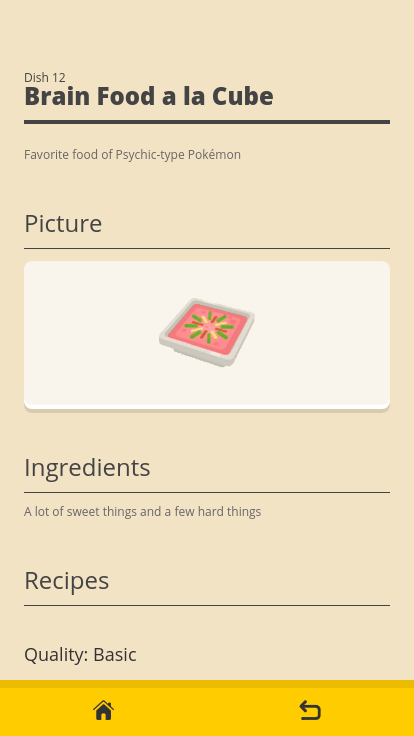 Dish 12
Brain Food a la Cube
Favorite food of Psychic-type Pokémon
Picture
Ingredients
A lot of sweet things and a few hard things
Recipes
Quality: Basic